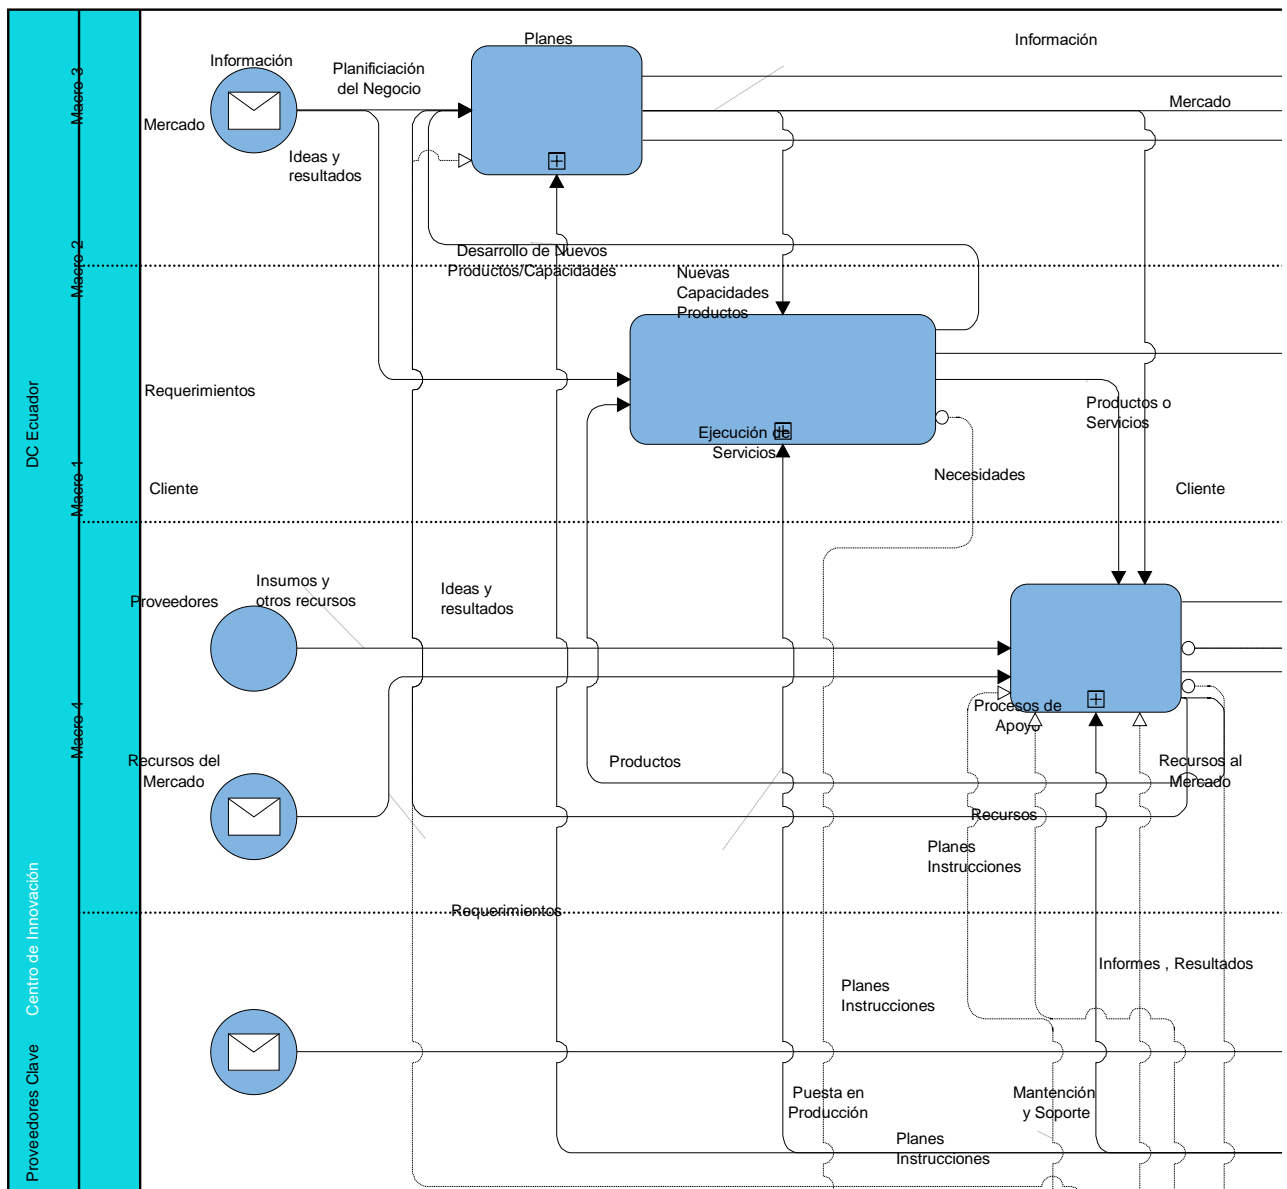 Macro 3
Macro 2
Macro 1
Macro 4
DC Ecuador
Centro de Innovación
Proveedores Clave
Planes
Información
Información
Planificiación
del Negocio
Mercado
Mercado
Ideas y
resultados
Desarrollo de Nuevos
Productos/Capacidades
Nuevas
Capacidades
Productos
Requerimientos
Productos o
Servicios
Ejecución de
Servicios
Necesidades
Cliente
Cliente
Insumos y
otros recursos
Ideas y
resultados
Proveedores
Procesos de
Apoyo
Recursos del
Mercado
Productos
Recursos al
Mercado
Recursos
Planes
Instrucciones
Requerimientos
Informes , Resultados
Planes
Instrucciones
Puesta en
Producción
Mantención
y Soporte
Planes
Instrucciones